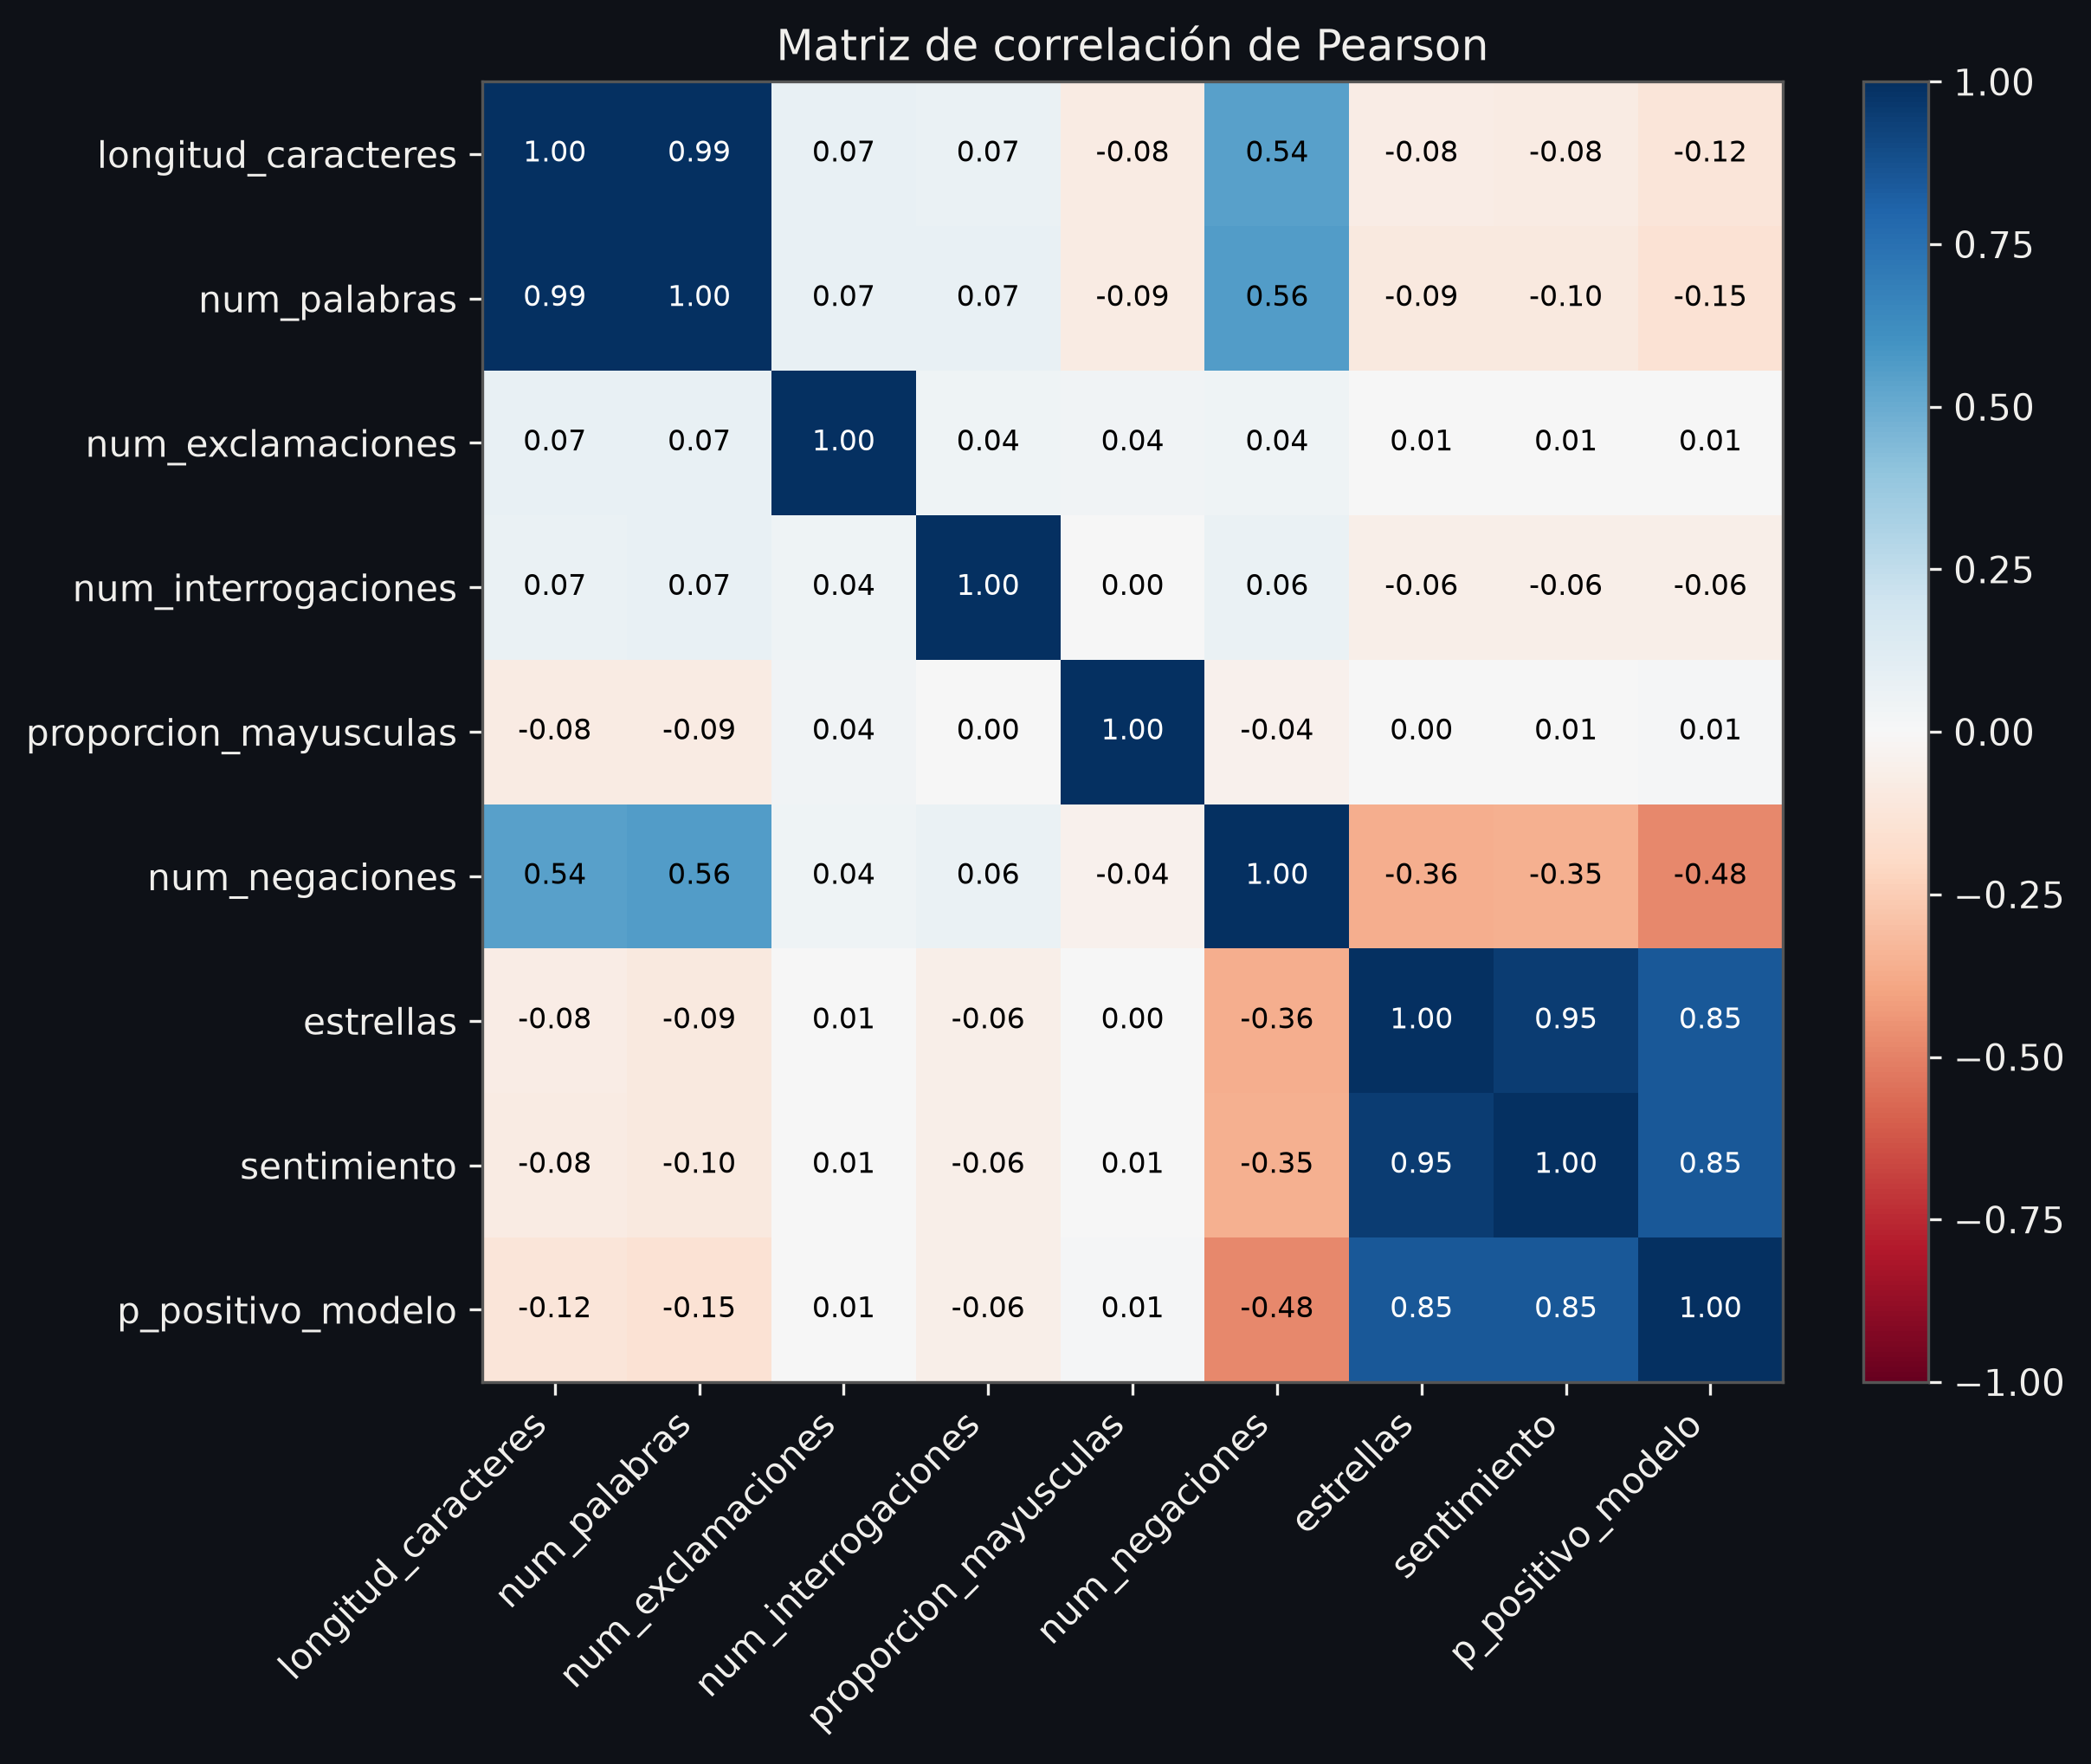 Matriz de correlación de Pearson
longitud_caracteres 1.00 0.99 0.07 0.07 -0.08 0.54 -0.08 -0.08 -0.12
num_palabras 0.99 1.00 0.07 0.07 -0.09 0.56 -0.09 -0.10 -0.15
num_exclamaciones 0.07 0.07 1.00 0.04 0.04 0.04 0.01 0.01 0.01
num_interrogaciones 0.07 0.07 0.04 1.00 0.00 0.06 -0.06 -0.06 -0.06
proporcion_mayusculas -0.08 -0.09 0.04 0.00 1.00 -0.04 0.00 0.01 0.01
num_negaciones 0.54 0.56 0.04 0.06 -0.04 1.00 -0.36 -0.35 -0.48
estrellas -0.08 -0.09 0.01 -0.06 0.00 -0.36 1.00 0.95 0.85
sentimiento -0.08 -0.10 0.01 -0.06 0.01 -0.35 0.95 1.00 0.85
p_positivo_modelo -0.12 -0.15 0.01 -0.06 0.01 -0.48 0.85 0.85 1.00
longitud_caracteres
num_palabras
num_exclamaciones
num_interrogaciones
proporcion_mayusculas
num_negaciones
estrellas
sentimiento
p_positivo_modelo
1.00
0.75
0.50
0.25
0.00
−0.25
−0.50
−0.75
−1.00